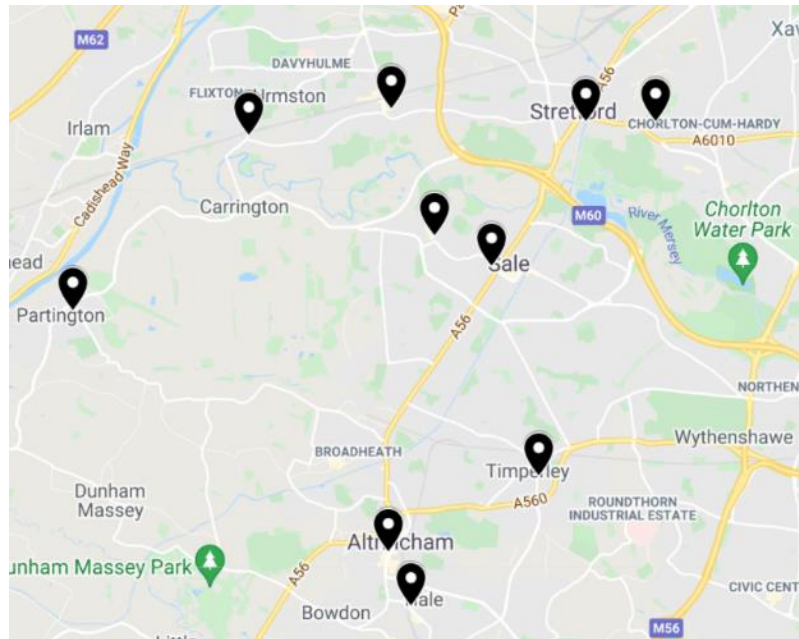 M62
DAVYHULME
FLIXTON
Urmston
Irlam
Cadishead Way
Carrington
Partington
A56
Stretford
CHORLTON-CUM-HARDY
A6010
M60
River Mersey
Chorlton
Water Park
Sale
A56
NORTHEN
Wythenshawe
BROADHEATH
Timperley
A560
ROUNDTHORN
INDUSTRIAL ESTATE
Dunham
Massey
Altrincham
unham Massey Park
A56
Hale
Bowdon
CIVIC CENT
M56